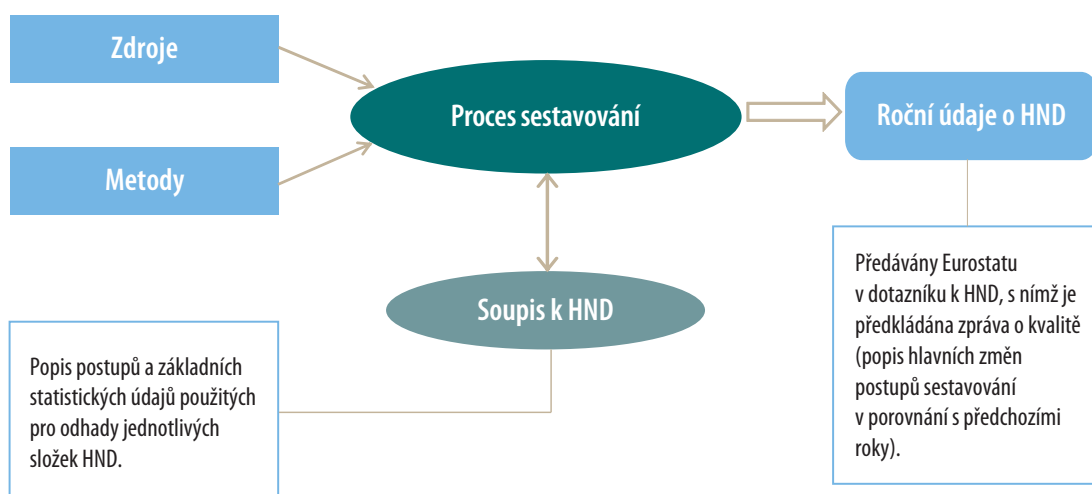 Zdroje
Proces sestavování
Roční údaje o HND
Metody
Soupis k HND
Předávány Eurostatu
v dotazníku k HND, s nímž je
předkládána zpráva o kvalitě
(popis hlavních změn
postupů sestavování
v porovnání s předchozími
roky).
Popis postupů a základních
statistických údajů použitých
pro odhady jednotlivých
složek HND.